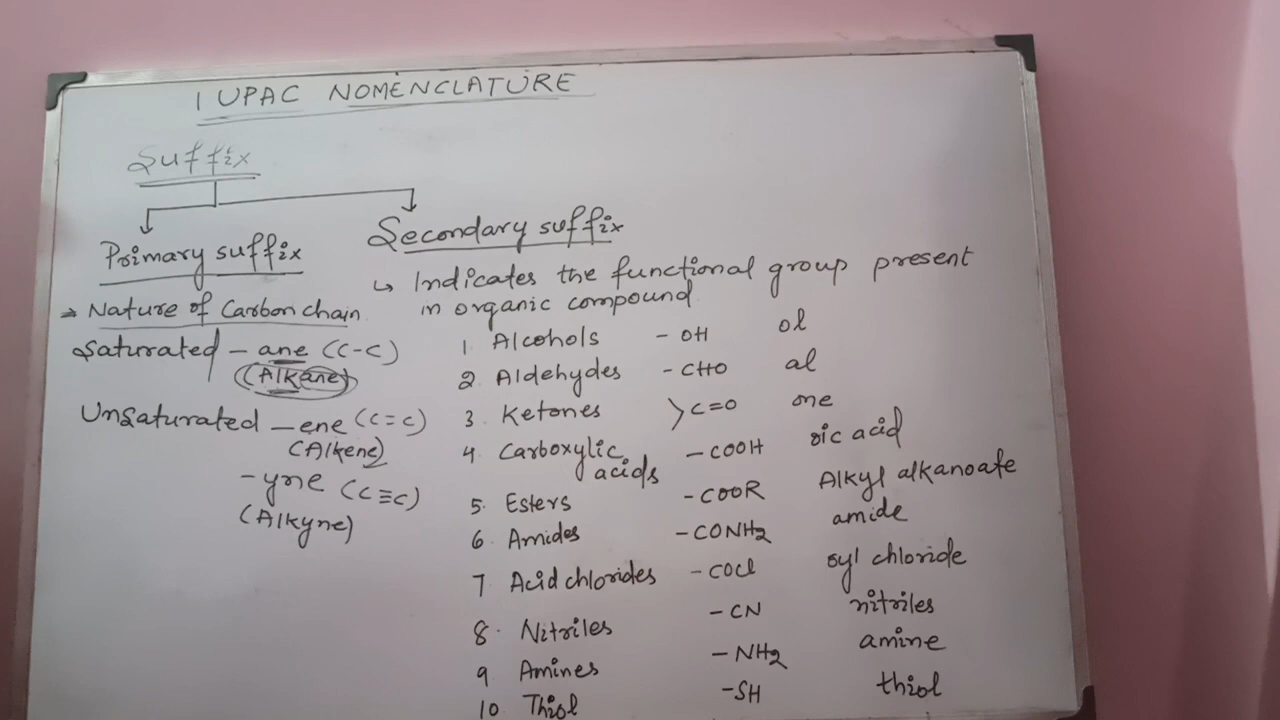 IUPAC NOMENCLATURE
Suffix
Primary suffix
→ Nature of Carbon chain
Saturated - ane (C-C)
(Alkane)
Unsaturated - ene (C=C)
(Alkene)
- yne (C≡C)
(Alkyne)
Secondary suffix
↳ Indicates the functional group present
in organic compound
1. Alcohols - OH ol
2. Aldehydes - CHO al
3. Ketones >C=O one
4. Carboxylic acids - COOH oic acid
5. Esters - COOR Alkyl alkanoate
6. Amides - CONH2 amide
7 Acid chlorides - COCl oyl chloride
8. Nitriles - CN nitriles
9 Amines - NH2 amine
10 Thiol - SH thiol